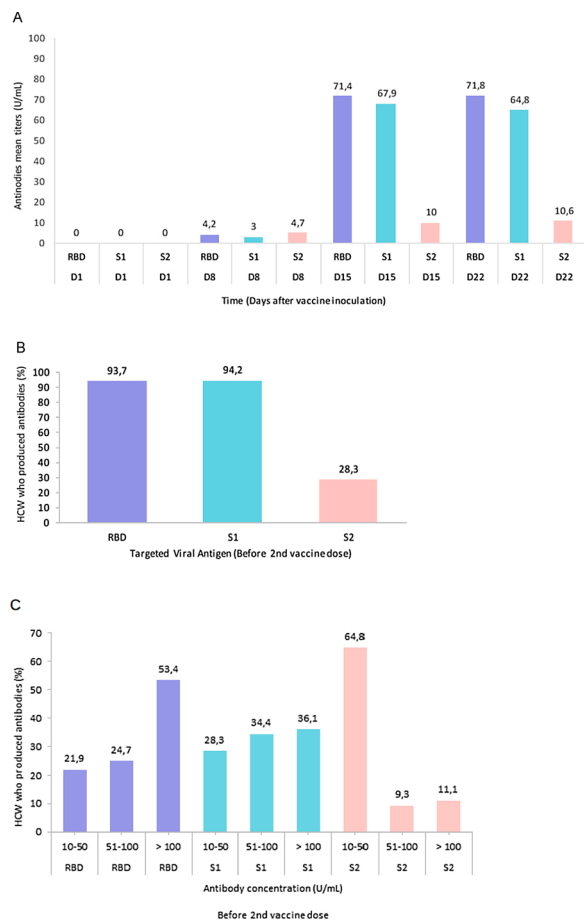 A
100
90
80
70
60
50
40
30
20
10
0
Antinodies mean titers (U/mL)
0 0 0 4,2 3 4,7 71,4 67,9 10 71,8 64,8 10,6
RBD S1 S2 RBD S1 S2 RBD S1 S2 RBD S1 S2
D1 D1 D1 D8 D8 D8 D15 D15 D15 D22 D22 D22
Time (Days after vaccine inoculation)
B
100
90
80
70
60
50
40
30
20
10
0
HCW who produced antibodies (%)
93,7 94,2 28,3
RBD S1 S2
Targeted Viral Antigen (Before 2nd vaccine dose)
C
70
60
50
40
30
20
10
0
HCW who produced antibodies (%)
21,9 24,7 53,4 28,3 34,4 36,1 64,8 9,3 11,1
10-50 51-100 > 100 10-50 51-100 > 100 10-50 51-100 > 100
RBD RBD RBD S1 S1 S1 S2 S2 S2
Antibody concentration (U/mL)
Before 2nd vaccine dose